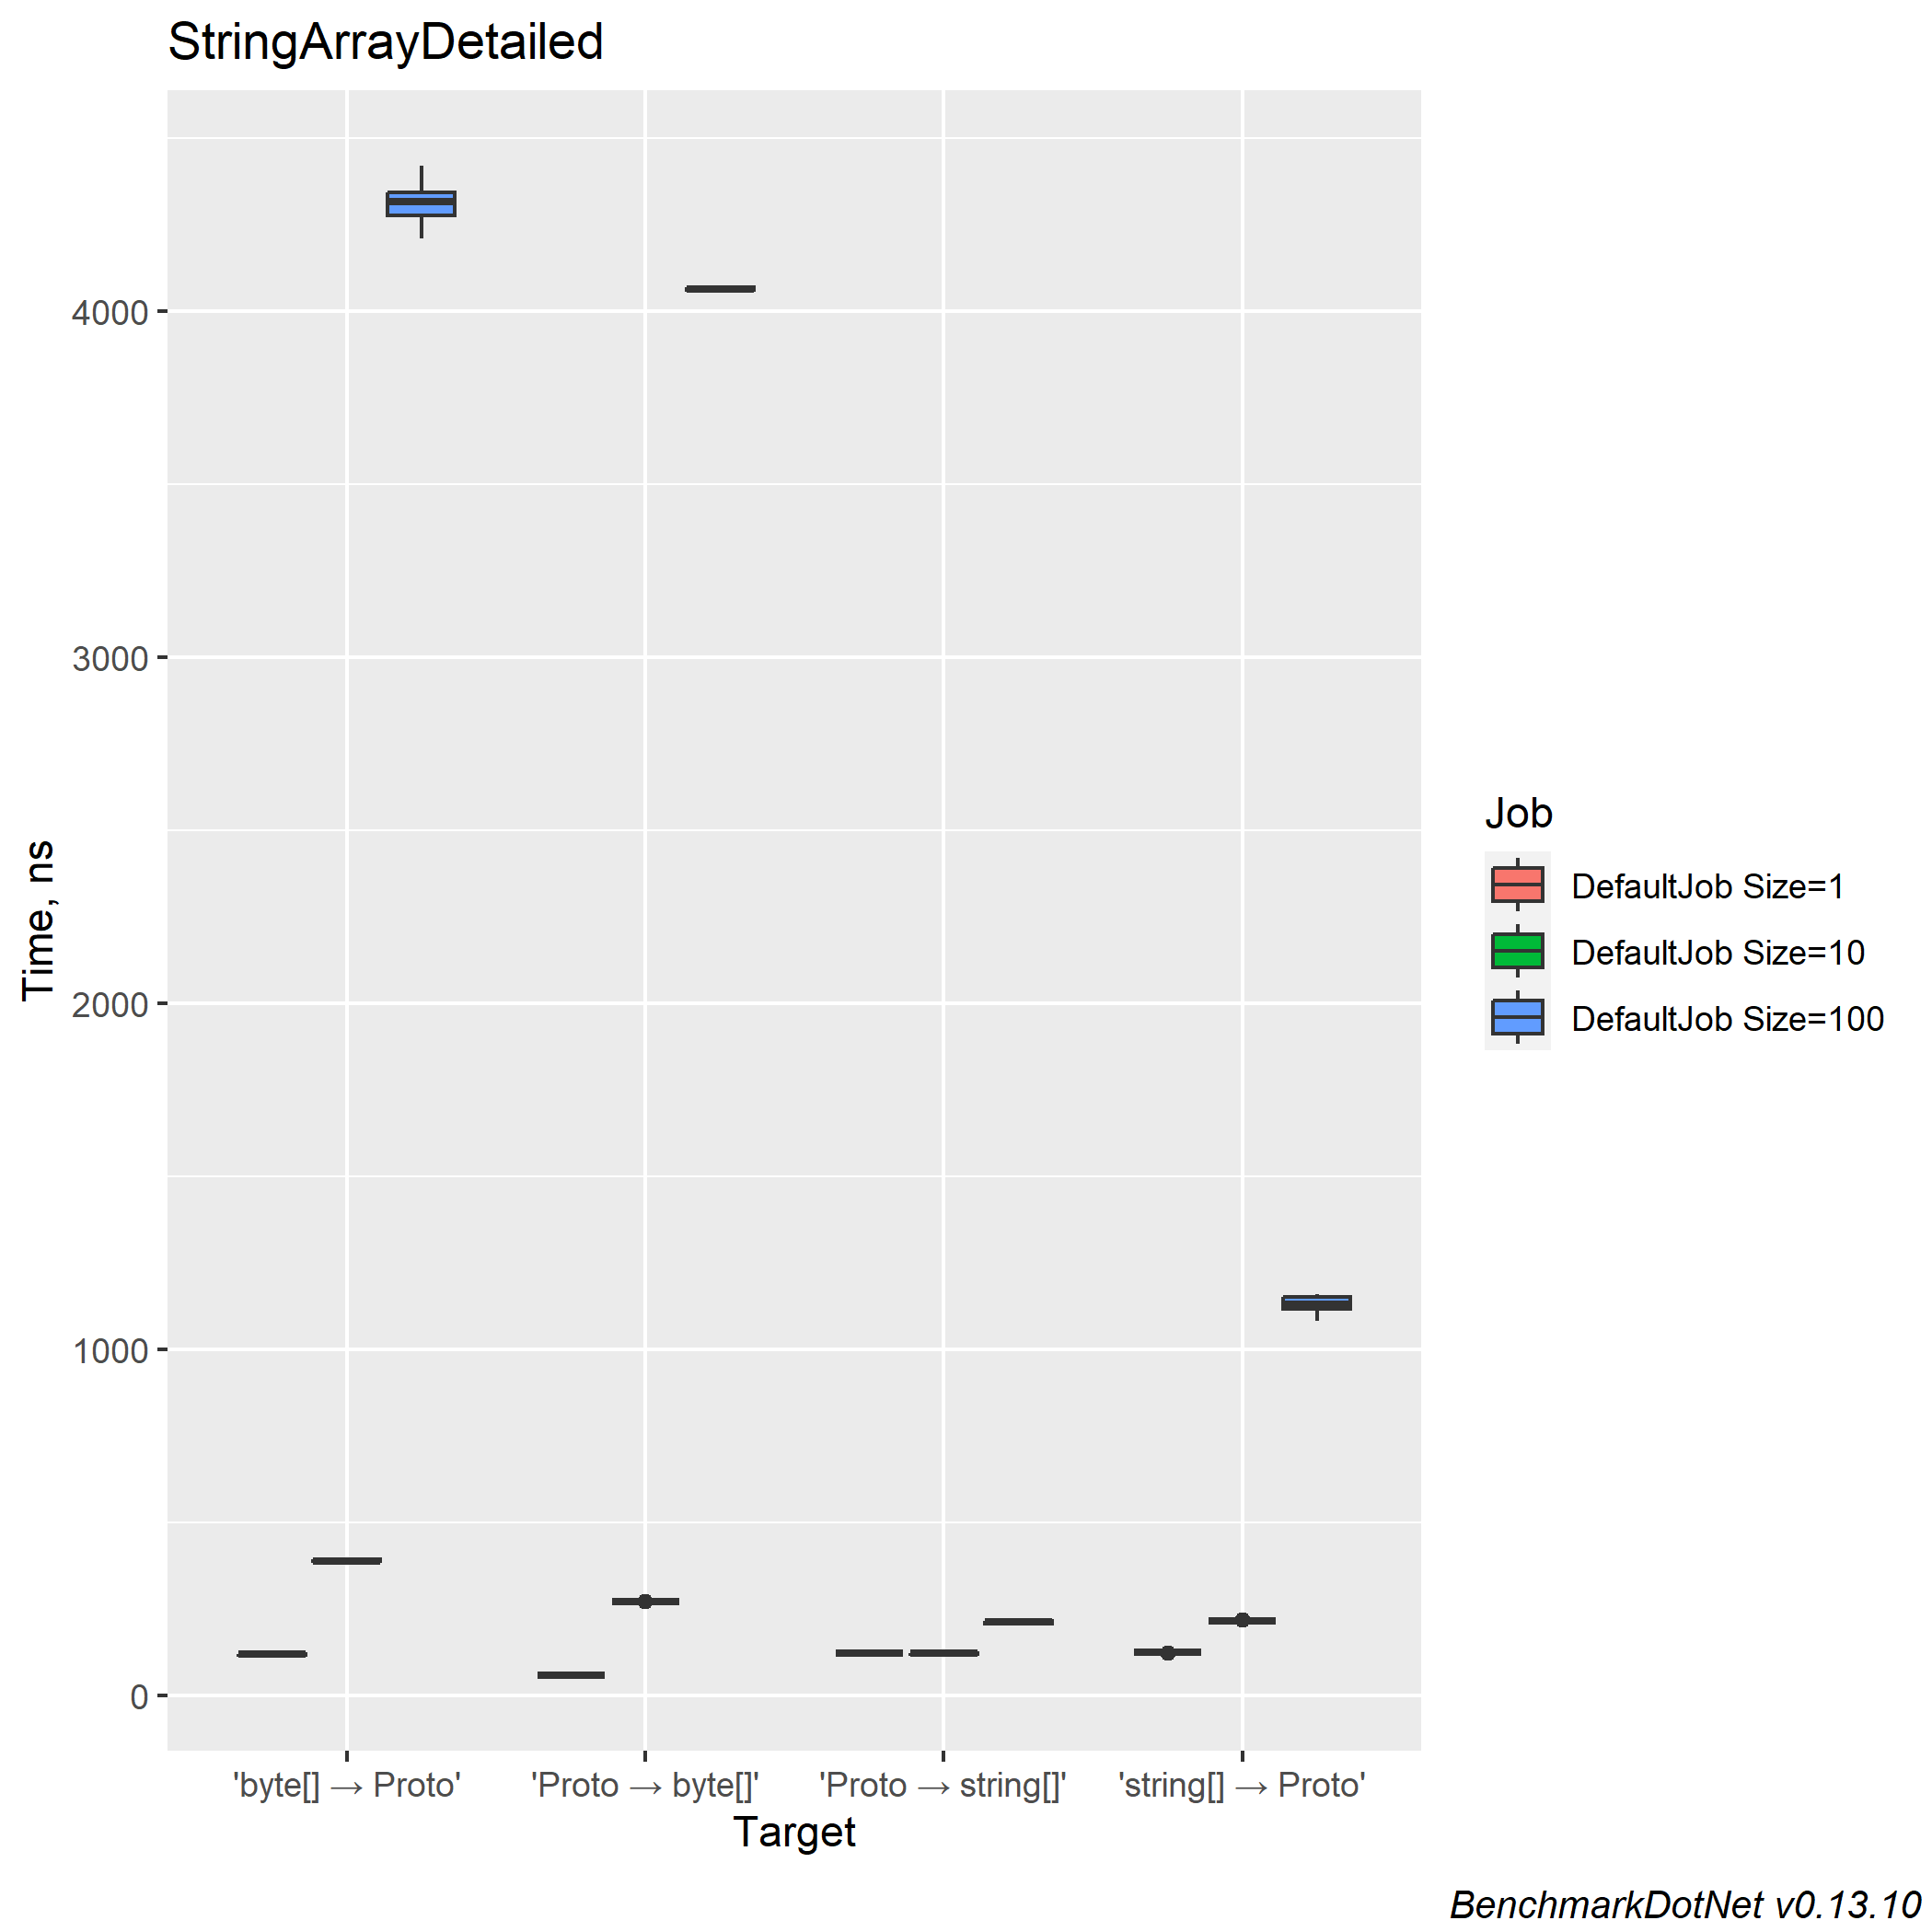 StringArrayDetailed
4000
3000
2000
1000
0
Time, ns
'byte[] → Proto'
'Proto → byte[]'
'Proto → string[]'
'string[] → Proto'
Target
Job
DefaultJob Size=1
DefaultJob Size=10
DefaultJob Size=100
BenchmarkDotNet v0.13.10